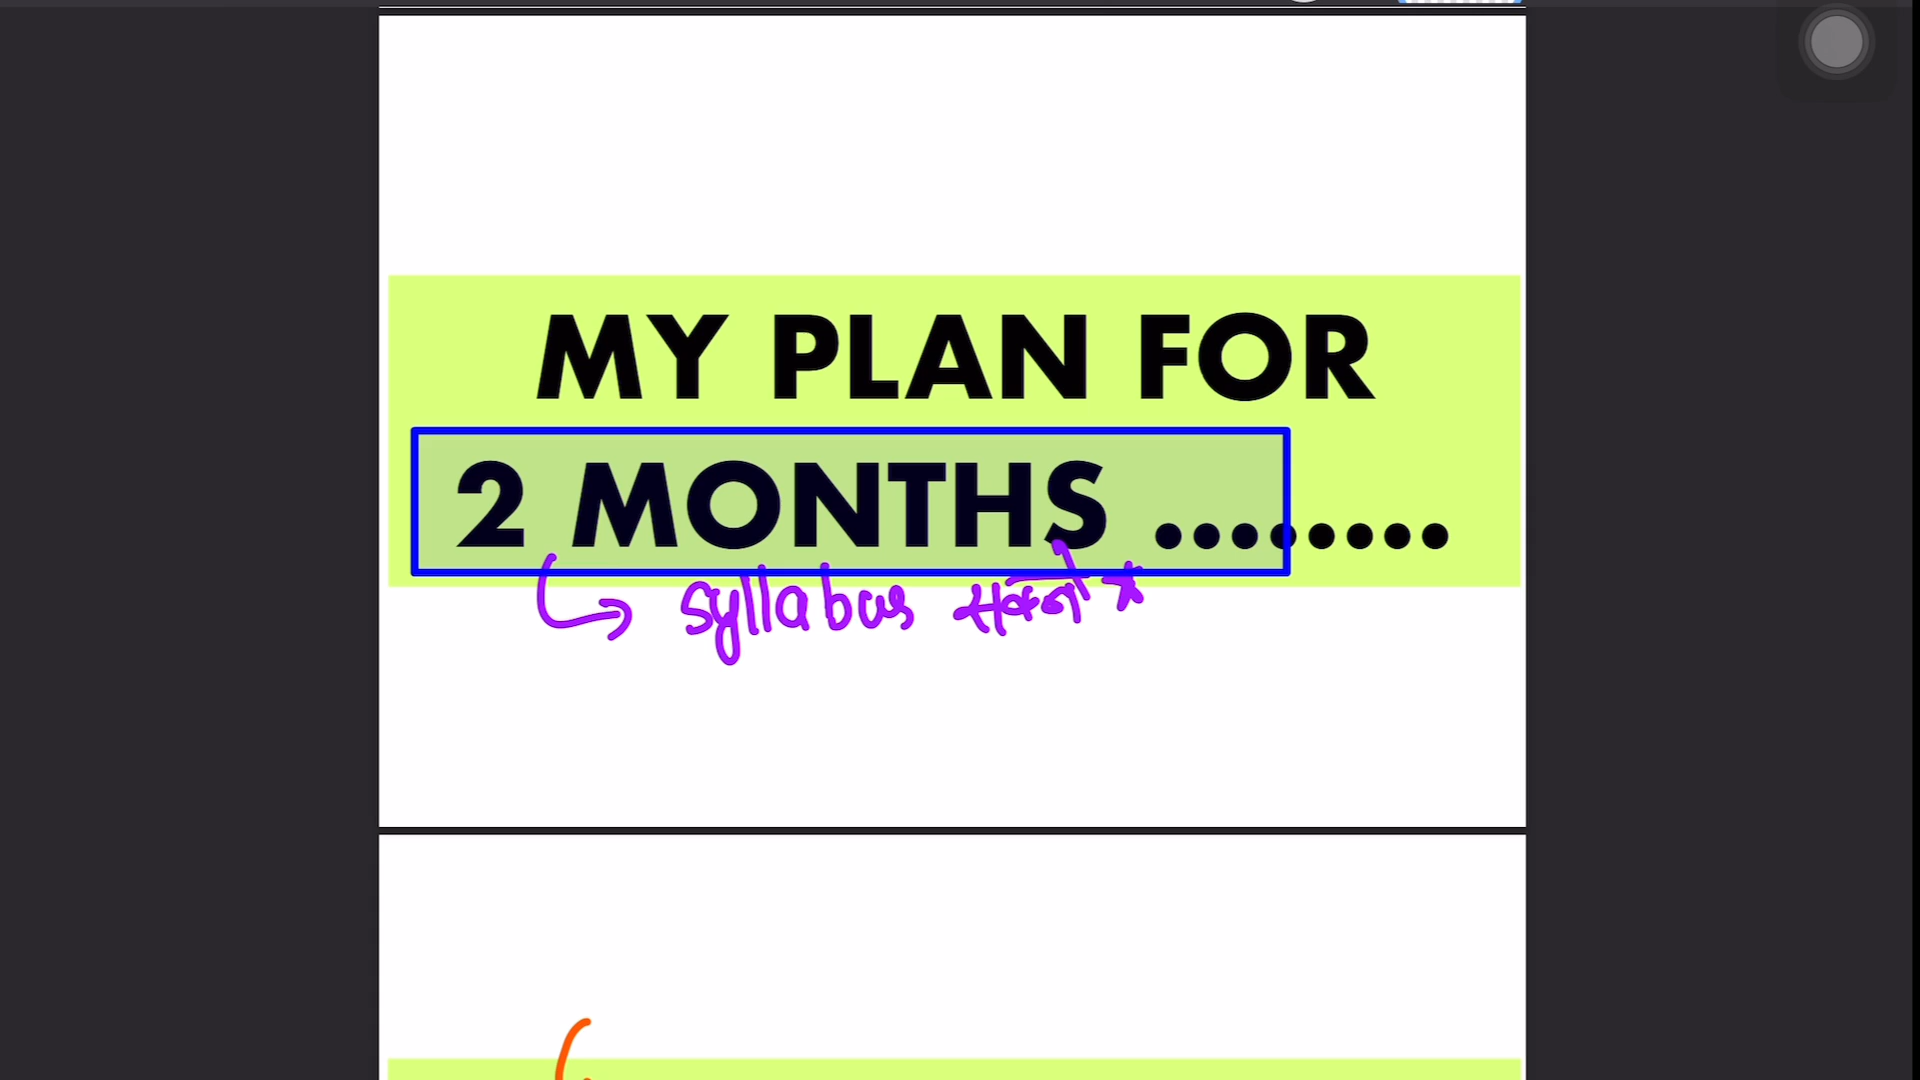 MY PLAN FOR
2 MONTHS ........
syllabus